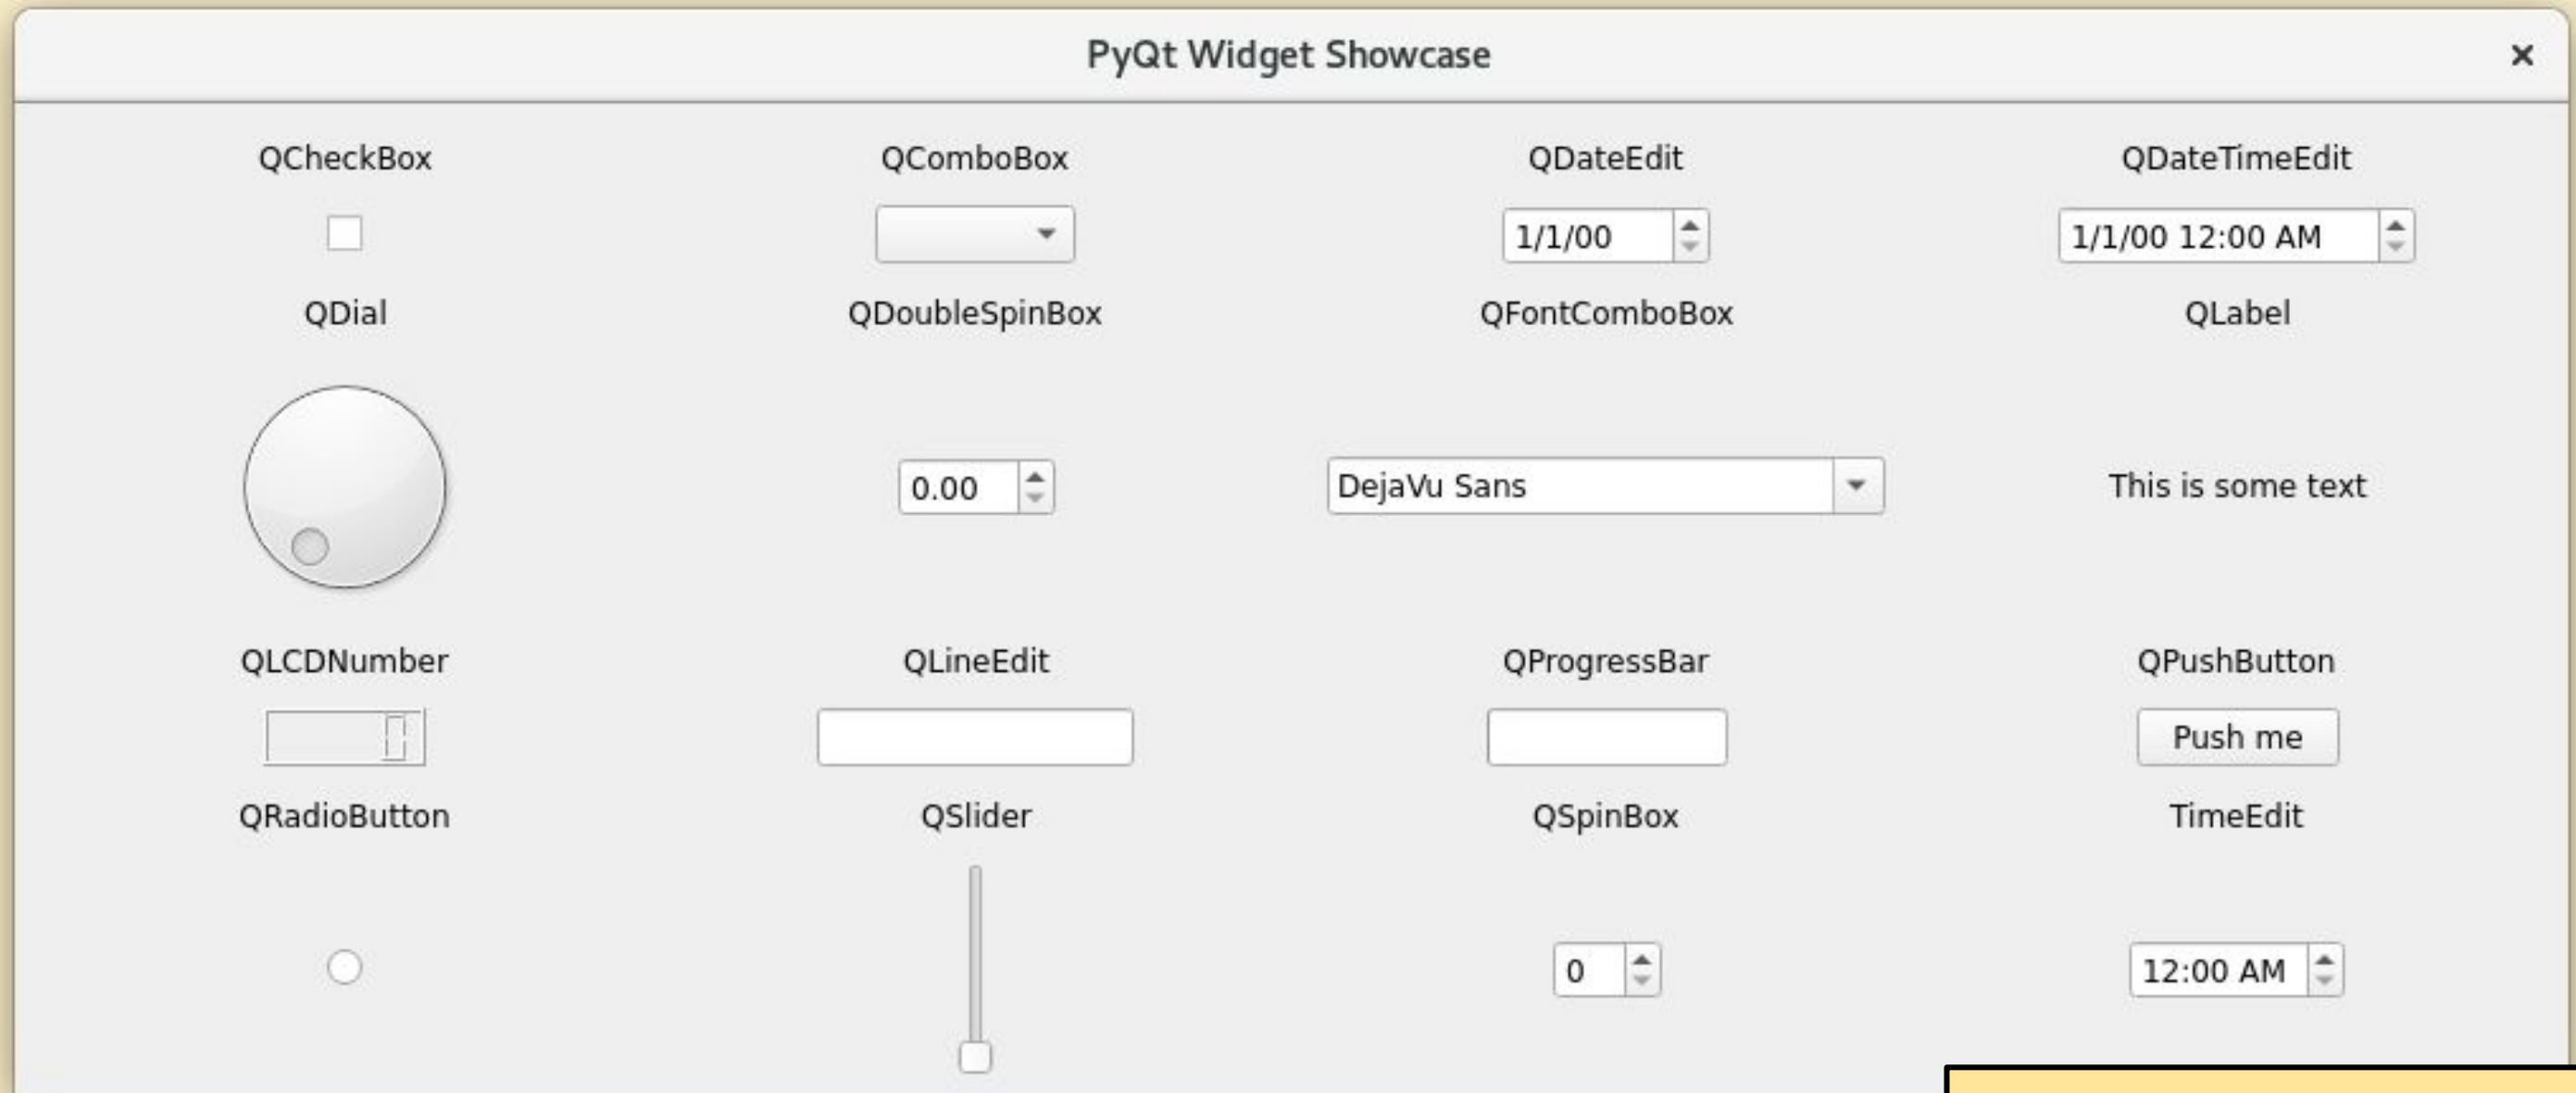 PyQt Widget Showcase
QCheckBox QComboBox QDateEdit QDateTimeEdit
1/1/00 1/1/00 12:00 AM
QDial QDoubleSpinBox QFontComboBox QLabel
0.00 DejaVu Sans This is some text
QLCDNumber QLineEdit QProgressBar QPushButton
0 Push me
QRadioButton QSlider QSpinBox TimeEdit
0 12:00 AM